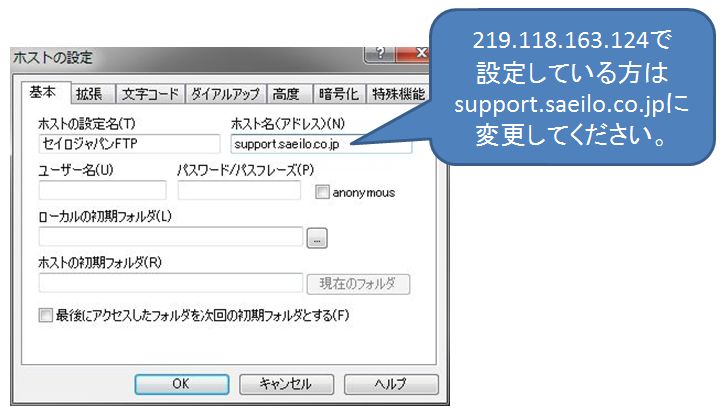 219.118.163.124で
設定している方は
support.saeilo.co.jpに
変更してください。
ホストの設定
基本 拡張 文字コード ダイアルアップ 高度 暗号化 特殊機能
ホストの設定名(T) ホスト名(アドレス)(N)
セイロジャパンFTP support.saeilo.co.jp
ユーザー名(U) パスワード/パスフレーズ(P)
anonymous
ローカルの初期フォルダ(L)
...
ホストの初期フォルダ(R)
現在のフォルダ
最後にアクセスしたフォルダを次回の初期フォルダとする(F)
OK キャンセル ヘルプ